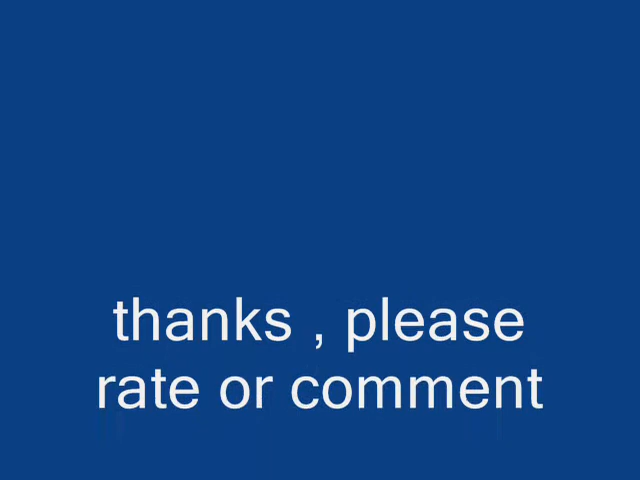 thanks , please
rate or comment